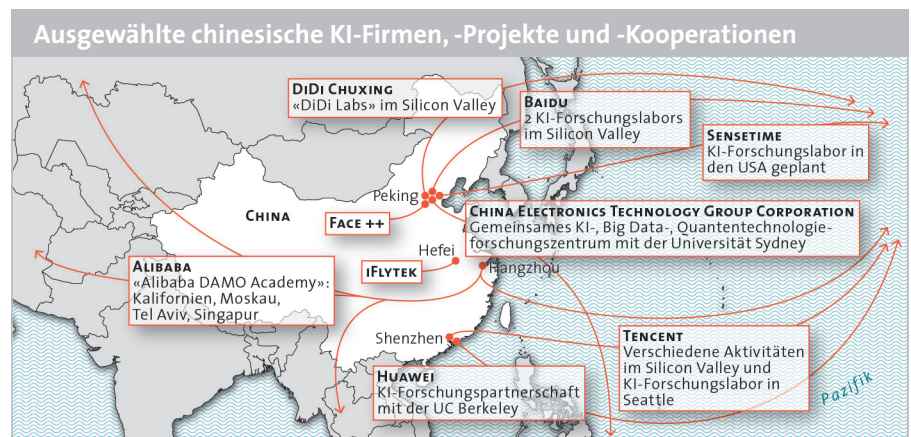 Ausgewählte chinesische KI-Firmen, -Projekte und -Kooperationen
DiDi Chuxing
«DiDi Labs» im Silicon Valley
Baidu
2 KI-Forschungslabors
im Silicon Valley
Sensetime
KI-Forschungslabor in
den USA geplant
Peking
China
Face ++
China Electronics Technology Group Corporation
Gemeinsames KI-, Big Data-, Quantentechnologie-
forschungszentrum mit der Universität Sydney
Hefei
iFlytek
Hangzhou
Alibaba
«Alibaba DAMO Academy»:
Kalifornien, Moskau,
Tel Aviv, Singapur
Shenzhen
Tencent
Verschiedene Aktivitäten
im Silicon Valley und
KI-Forschungslabor in
Seattle
Huawei
KI-Forschungspartnerschaft
mit der UC Berkeley
Pazifik